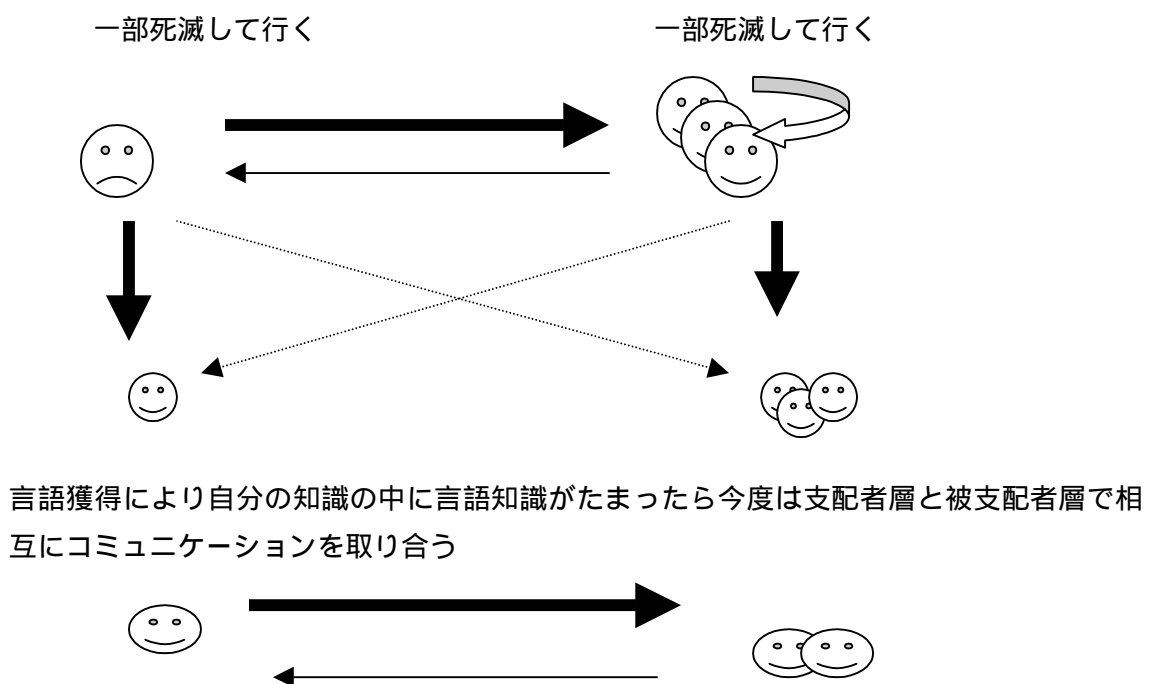 一部死滅して行く
一部死滅して行く
言語獲得により自分の知識の中に言語知識がたまったら今度は支配者層と被支配者層で相
互にコミュニケーションを取り合う